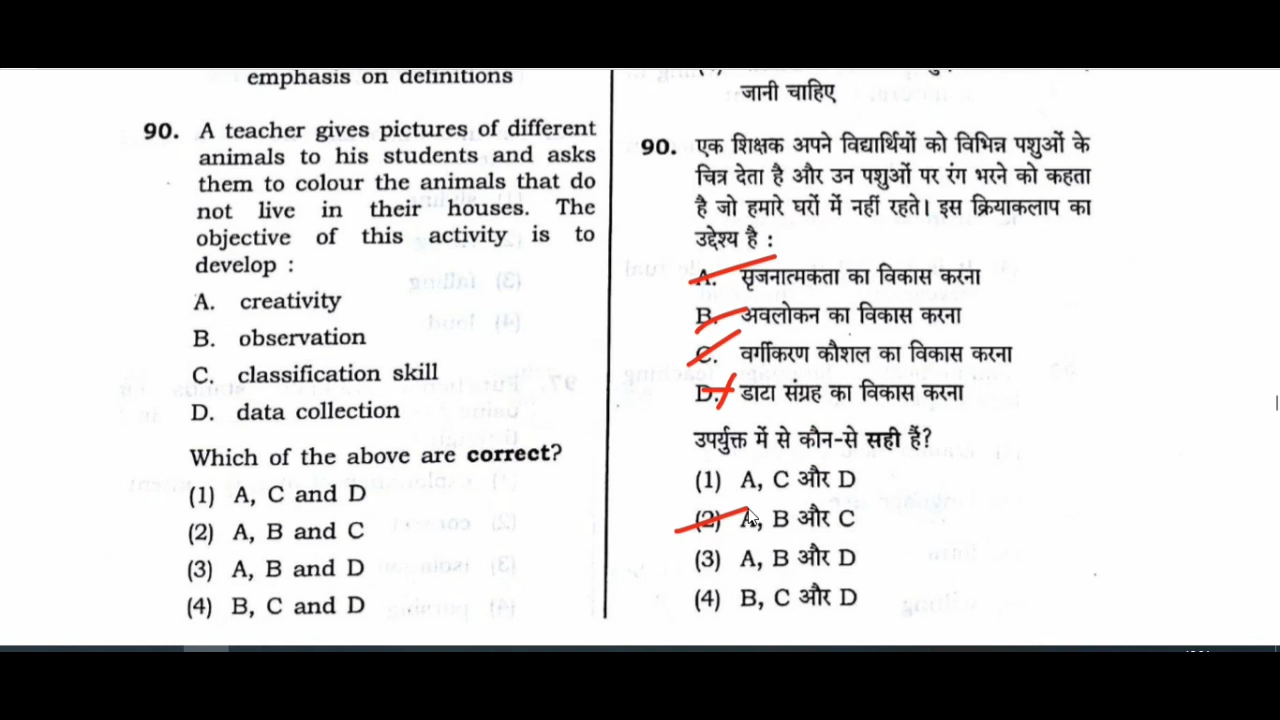 emphasis on definitions
90. A teacher gives pictures of different
animals to his students and asks
them to colour the animals that do
not live in their houses. The
objective of this activity is to
develop :
A. creativity
B. observation
C. classification skill
D. data collection
Which of the above are correct?
(1) A, C and D
(2) A, B and C
(3) A, B and D
(4) B, C and D
जानी चाहिए
90. एक शिक्षक अपने विद्यार्थियों को विभिन्न पशुओं के
चित्र देता है और उन पशुओं पर रंग भरने को कहता
है जो हमारे घरों में नहीं रहते। इस क्रियाकलाप का
उद्देश्य है :
A. सृजनात्मकता का विकास करना
B. अवलोकन का विकास करना
C. वर्गीकरण कौशल का विकास करना
D. डाटा संग्रह का विकास करना
उपर्युक्त में से कौन-से सही हैं?
(1) A, C और D
(2) A, B और C
(3) A, B और D
(4) B, C और D